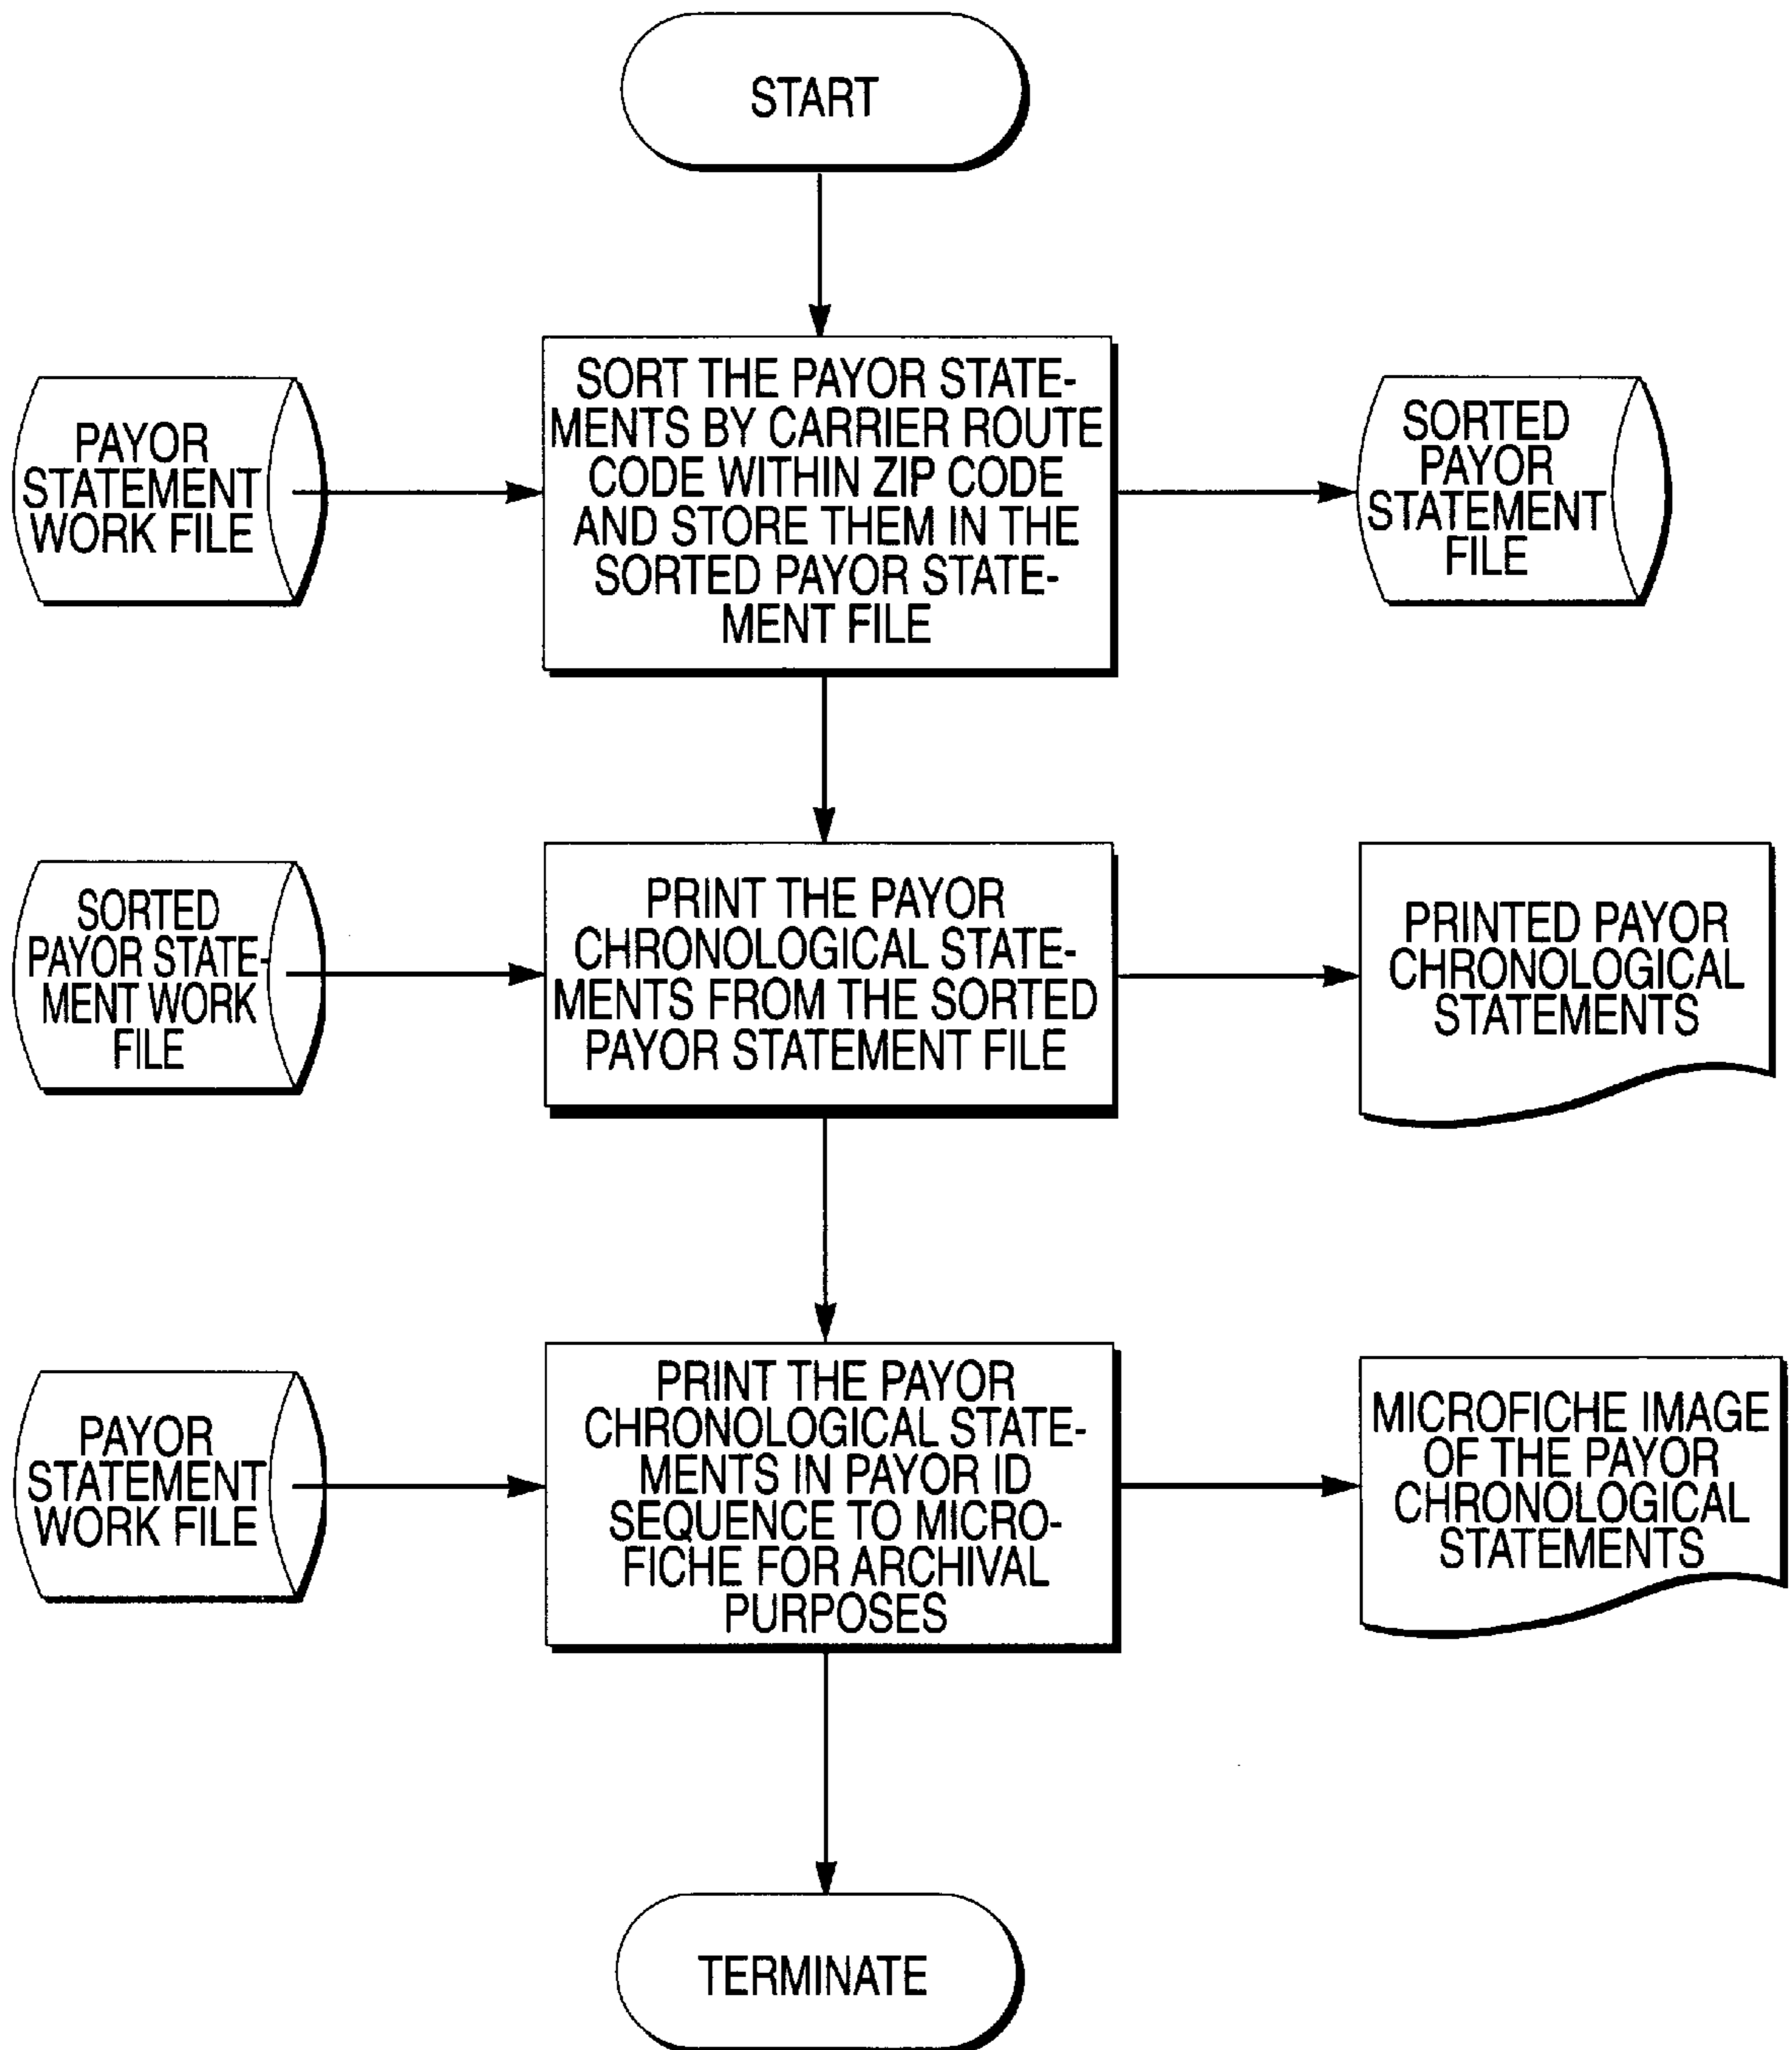 START
PAYOR
STATEMENT
WORK FILE
SORT THE PAYOR STATE-
MENTS BY CARRIER ROUTE
CODE WITHIN ZIP CODE
AND STORE THEM IN THE
SORTED PAYOR STATE-
MENT FILE
SORTED
PAYOR
STATEMENT
FILE
SORTED
PAYOR STATE-
MENT WORK
FILE
PRINT THE PAYOR
CHRONOLOGICAL STATE-
MENTS FROM THE SORTED
PAYOR STATEMENT FILE
PRINTED PAYOR
CHRONOLOGICAL
STATEMENTS
PAYOR
STATEMENT
WORK FILE
PRINT THE PAYOR
CHRONOLOGICAL STATE-
MENTS IN PAYOR ID
SEQUENCE TO MICRO-
FICHE FOR ARCHIVAL
PURPOSES
MICROFICHE IMAGE
OF THE PAYOR
CHRONOLOGICAL
STATEMENTS
TERMINATE